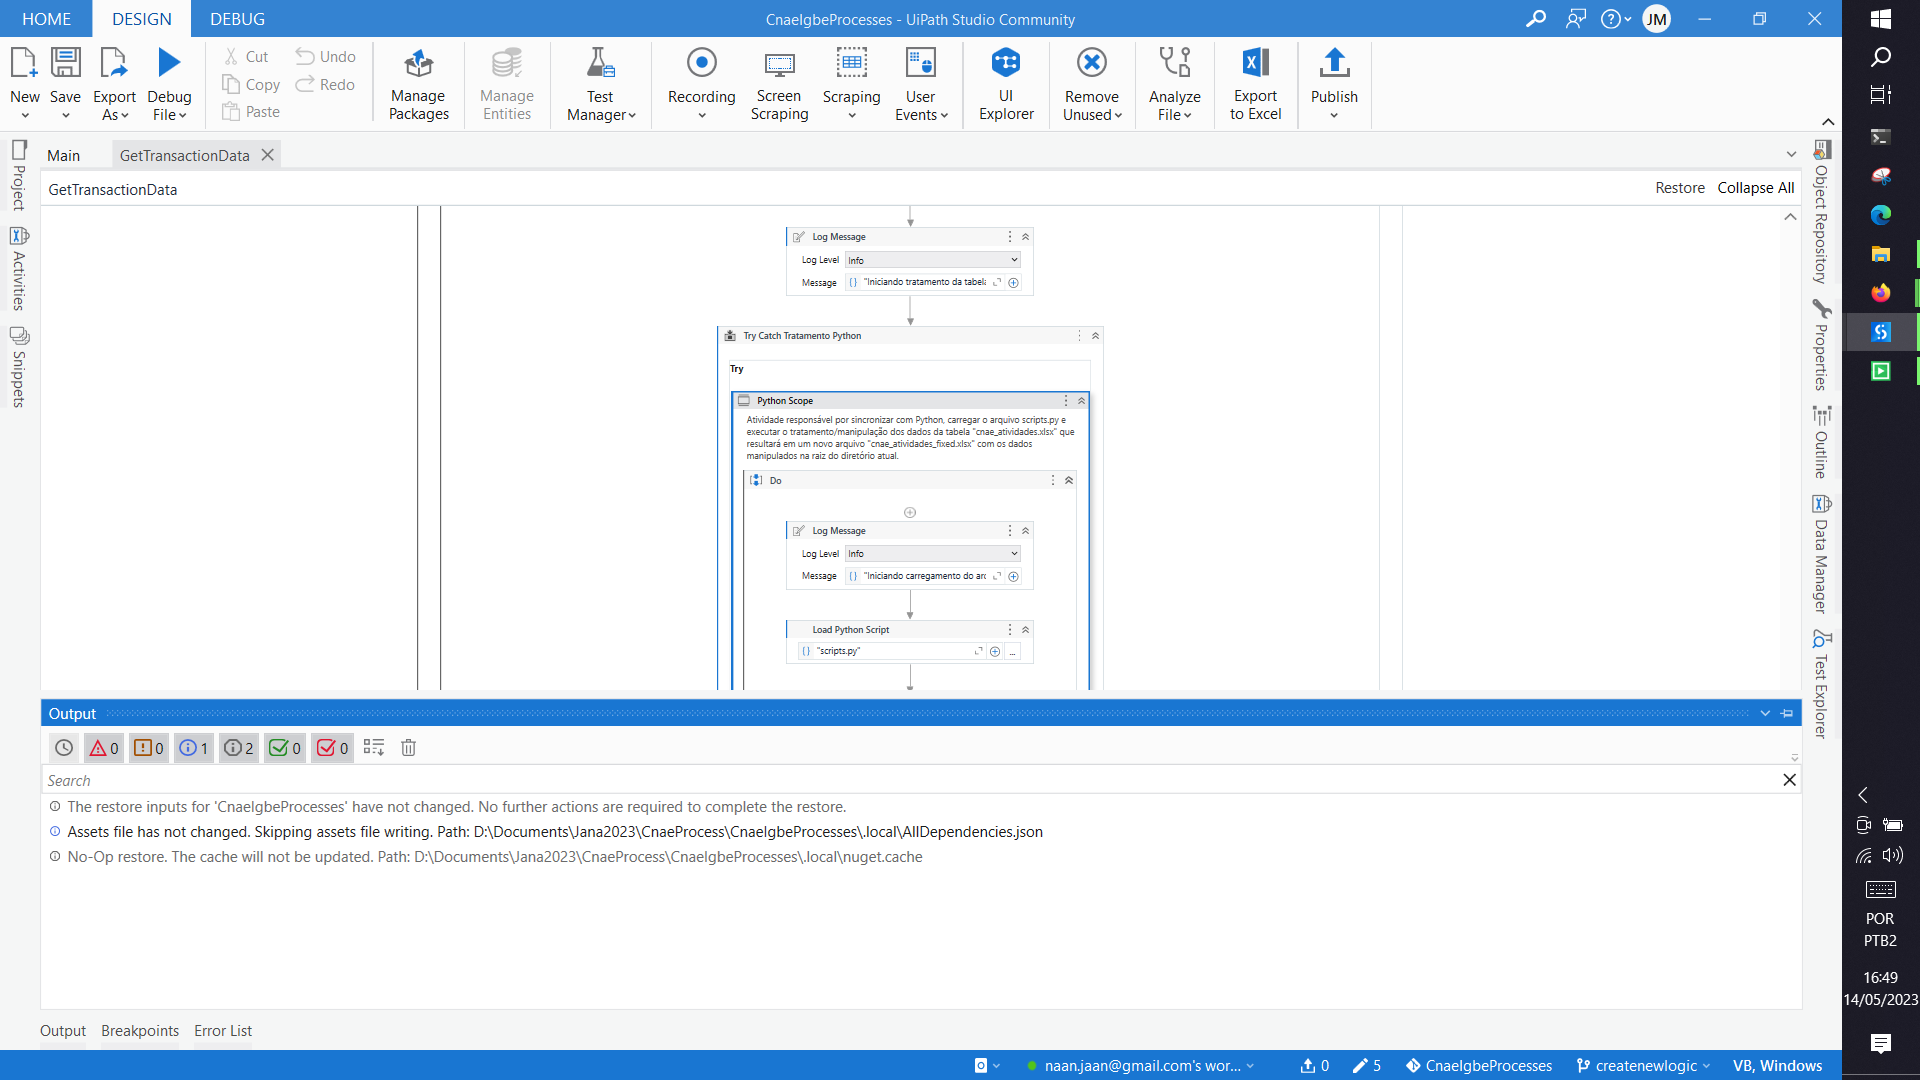 HOME
DESIGN
DEBUG
CnaeIgbeProcesses - UiPath Studio Community
JM
New
Save
Export As
Debug File
Cut
Copy
Paste
Undo
Redo
Manage Packages
Manage Entities
Test Manager
Recording
Screen Scraping
Scraping
User Events
UI Explorer
Remove Unused
Analyze File
Export to Excel
Publish
Project
Activities
Snippets
Main
GetTransactionData
GetTransactionData
Restore
Collapse All
Log Message
Log Level
Info
Message
"Iniciando tratamento da tabela
Try Catch Tratamento Python
Try
Python Scope
Atividade responsável por sincronizar com Python, carregar o arquivo scripts.py e
executar o tratamento/manipulação dos dados da tabela "cnae_atividades.xlsx" que
resultará em um novo arquivo "cnae_atividades_fixed.xlsx" com os dados
manipulados na raiz do diretório atual.
Do
Log Message
Log Level
Info
Message
"Iniciando carregamento do arc
Load Python Script
"scripts.py"
...
Object Repository
Properties
Outline
Data Manager
Test Explorer
Output
0
0
1
2
0
0
Search
The restore inputs for 'CnaeIgbeProcesses' have not changed. No further actions are required to complete the restore.
Assets file has not changed. Skipping assets file writing. Path: D:\Documents\Jana2023\CnaeProcess\CnaeIgbeProcesses\.local\AllDependencies.json
No-Op restore. The cache will not be updated. Path: D:\Documents\Jana2023\CnaeProcess\CnaeIgbeProcesses\.local\nuget.cache
Output
Breakpoints
Error List
naan.jaan@gmail.com's wor...
0
5
CnaeIgbeProcesses
createnewlogic
VB, Windows
POR
PTB2
16:49
14/05/2023